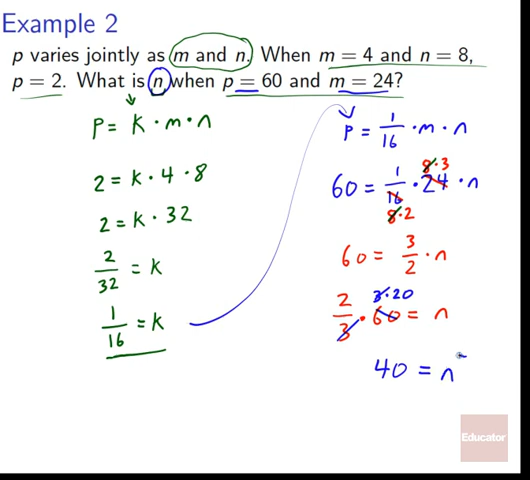 Example 2
p varies jointly as m and n. When m = 4 and n = 8,
p = 2. What is n, when p = 60 and m = 24?
P = K · m · n
2 = K · 4 · 8
2 = K · 32
2/32 = K
1/16 = K
P = 1/16 · m · n
8·3
60 = 1/16 · 24 · n
8·2
60 = 3/2 · n
3·20
2/3 · 60 = n
40 = n
Educator